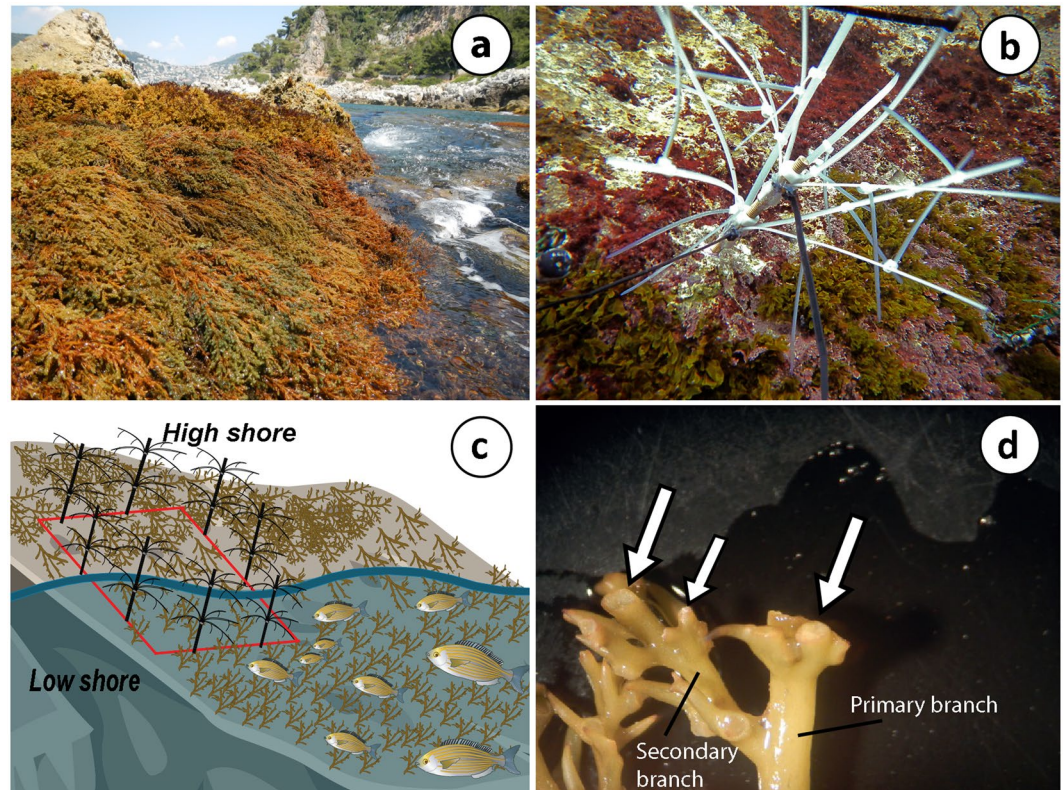 a
b
High shore
c
Low shore
d
Primary branch
Secondary
branch